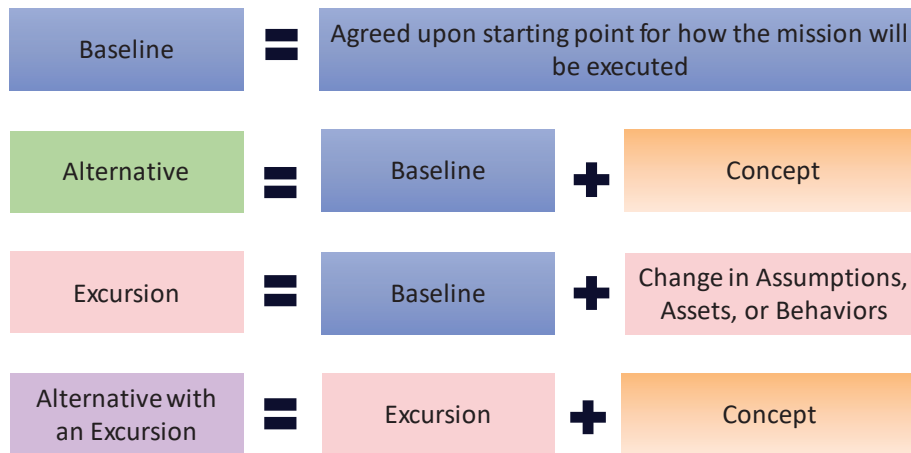 Baseline = Agreed upon starting point for how the mission will
be executed
Alternative = Baseline + Concept
Excursion = Baseline + Change in Assumptions,
Assets, or Behaviors
Alternative with
an Excursion = Excursion + Concept